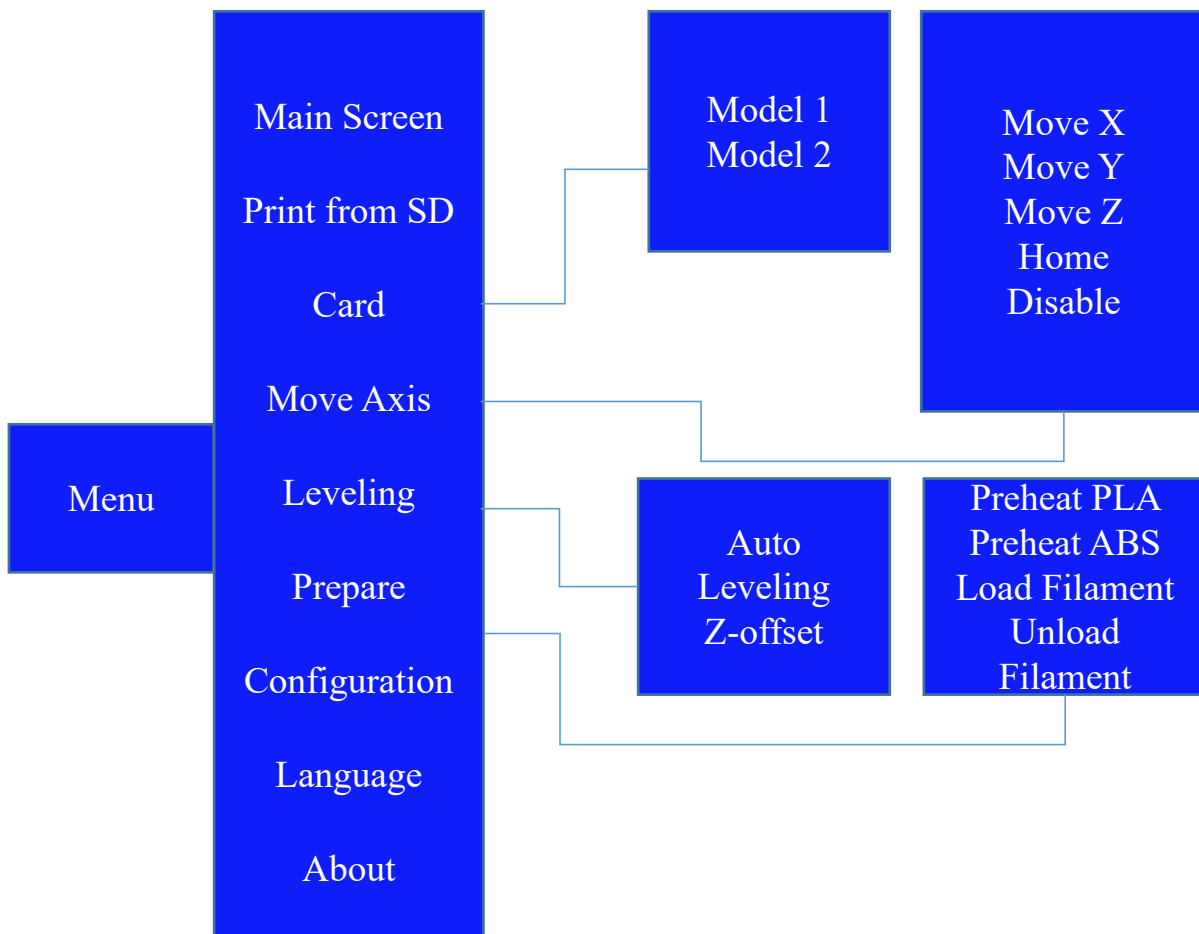 Menu
Main Screen
Print from SD
Card
Move Axis
Leveling
Prepare
Configuration
Language
About
Model 1
Model 2
Move X
Move Y
Move Z
Home
Disable
Auto
Leveling
Z-offset
Preheat PLA
Preheat ABS
Load Filament
Unload
Filament